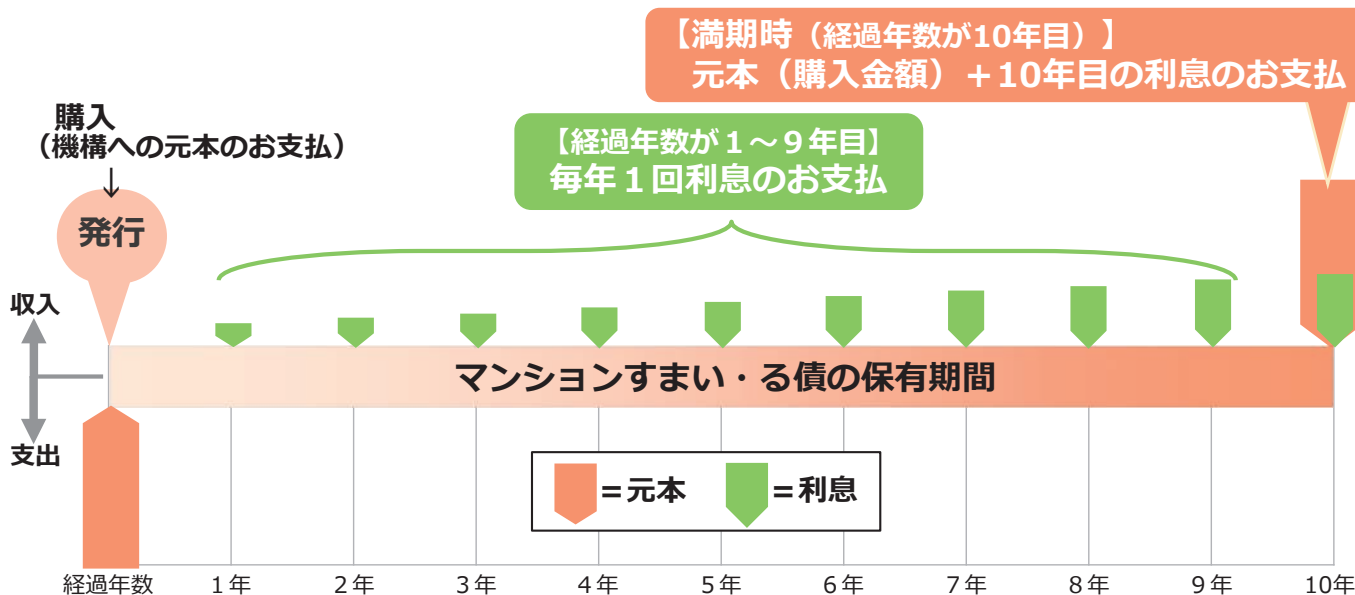 【満期時（経過年数が10年目）】
元本（購入金額）＋10年目の利息のお支払
購入
（機構への元本のお支払）
↓
【経過年数が１～９年目】
毎年１回利息のお支払
発行
収入
マンションすまい・る債の保有期間
支出
＝元本 ＝利息
経過年数 １年 ２年 ３年 ４年 ５年 ６年 ７年 ８年 ９年 10年